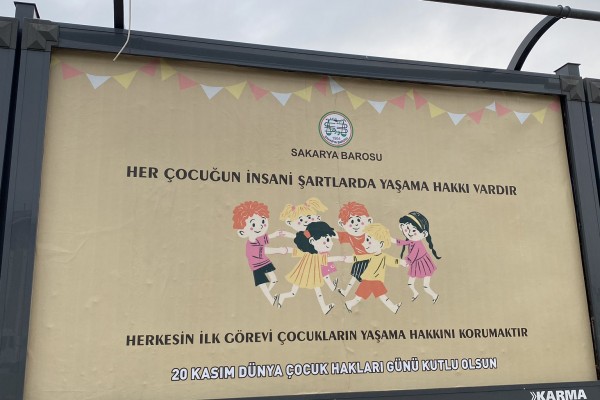 SAKARYA BAROSU
HER ÇOCUĞUN İNSANİ ŞARTLARDA YAŞAMA HAKKI VARDIR
HERKESİN İLK GÖREVİ ÇOCUKLARIN YAŞAMA HAKKINI KORUMAKTIR
20 KASIM DÜNYA ÇOCUK HAKLARI GÜNÜ KUTLU OLSUN
KARMA